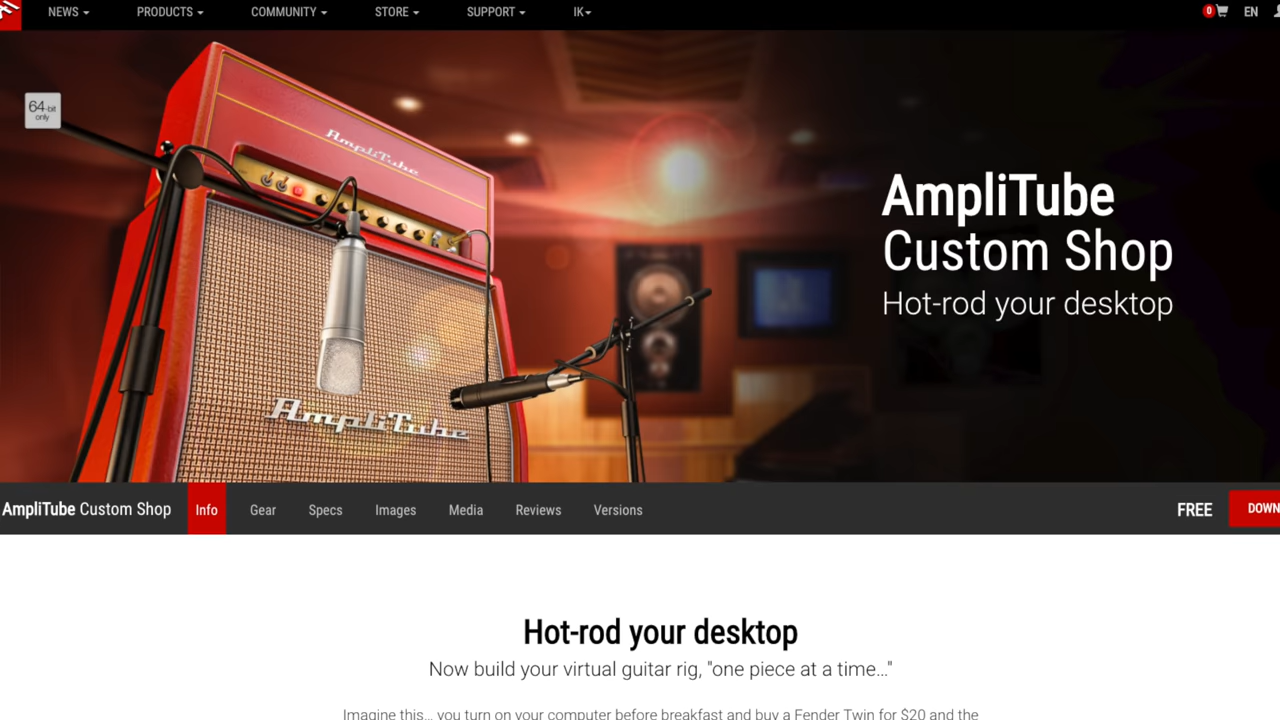 NEWS
PRODUCTS
COMMUNITY
STORE
SUPPORT
IK
0
EN
64-bit
only
AmpliTube
AmpliTube
AmpliTube
Custom Shop
Hot-rod your desktop
AmpliTube Custom Shop
Info
Gear
Specs
Images
Media
Reviews
Versions
FREE
DOWN
Hot-rod your desktop
Now build your virtual guitar rig, "one piece at a time..."
Imagine this... you turn on your computer before breakfast and buy a Fender Twin for $20 and the